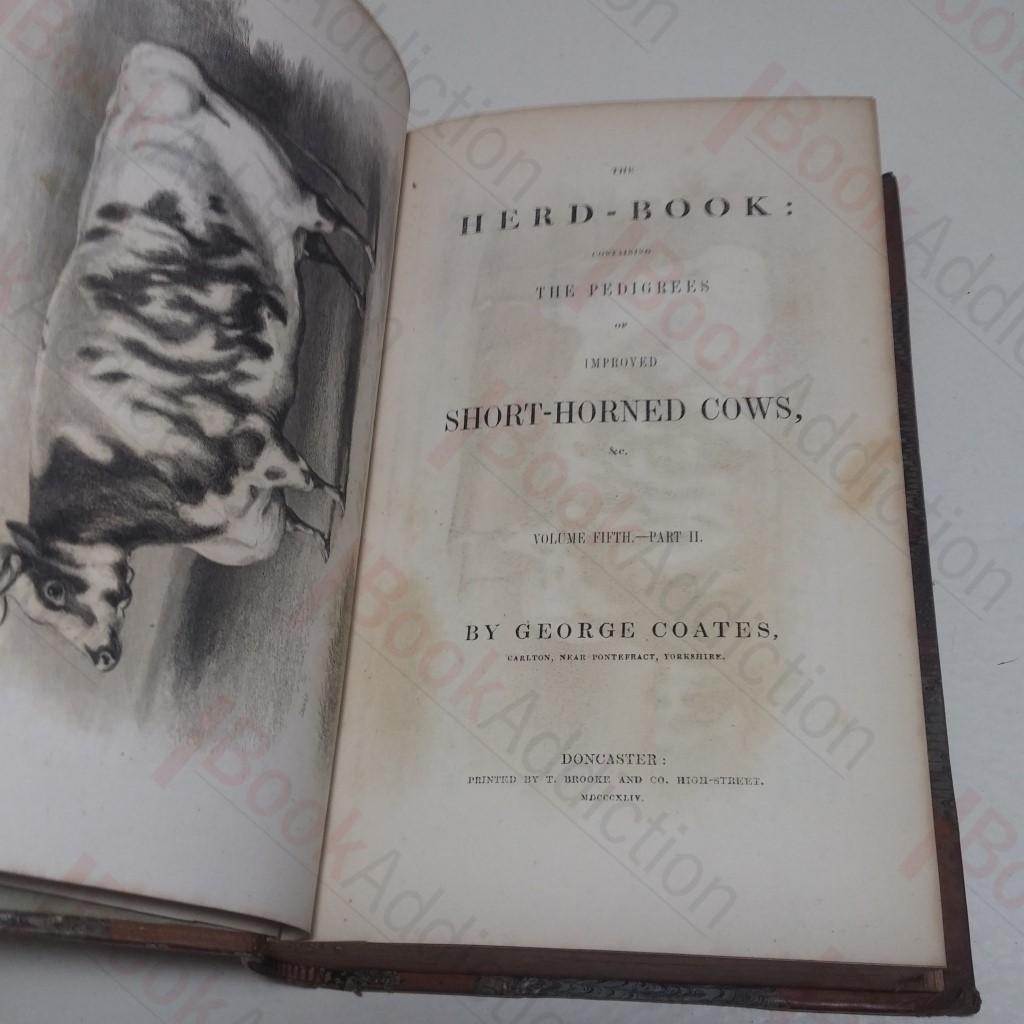 THE
HERD-BOOK:
CONTAINING
THE PEDIGREES
OF
IMPROVED
SHORT-HORNED COWS,
&c.
VOLUME FIFTH.—PART II.
BY GEORGE COATES,
CARLTON, NEAR PONTEFRACT, YORKSHIRE.
DONCASTER:
PRINTED BY T. BROOKE AND CO. HIGH-STREET.
MDCCCXLIV.
BookAddiction